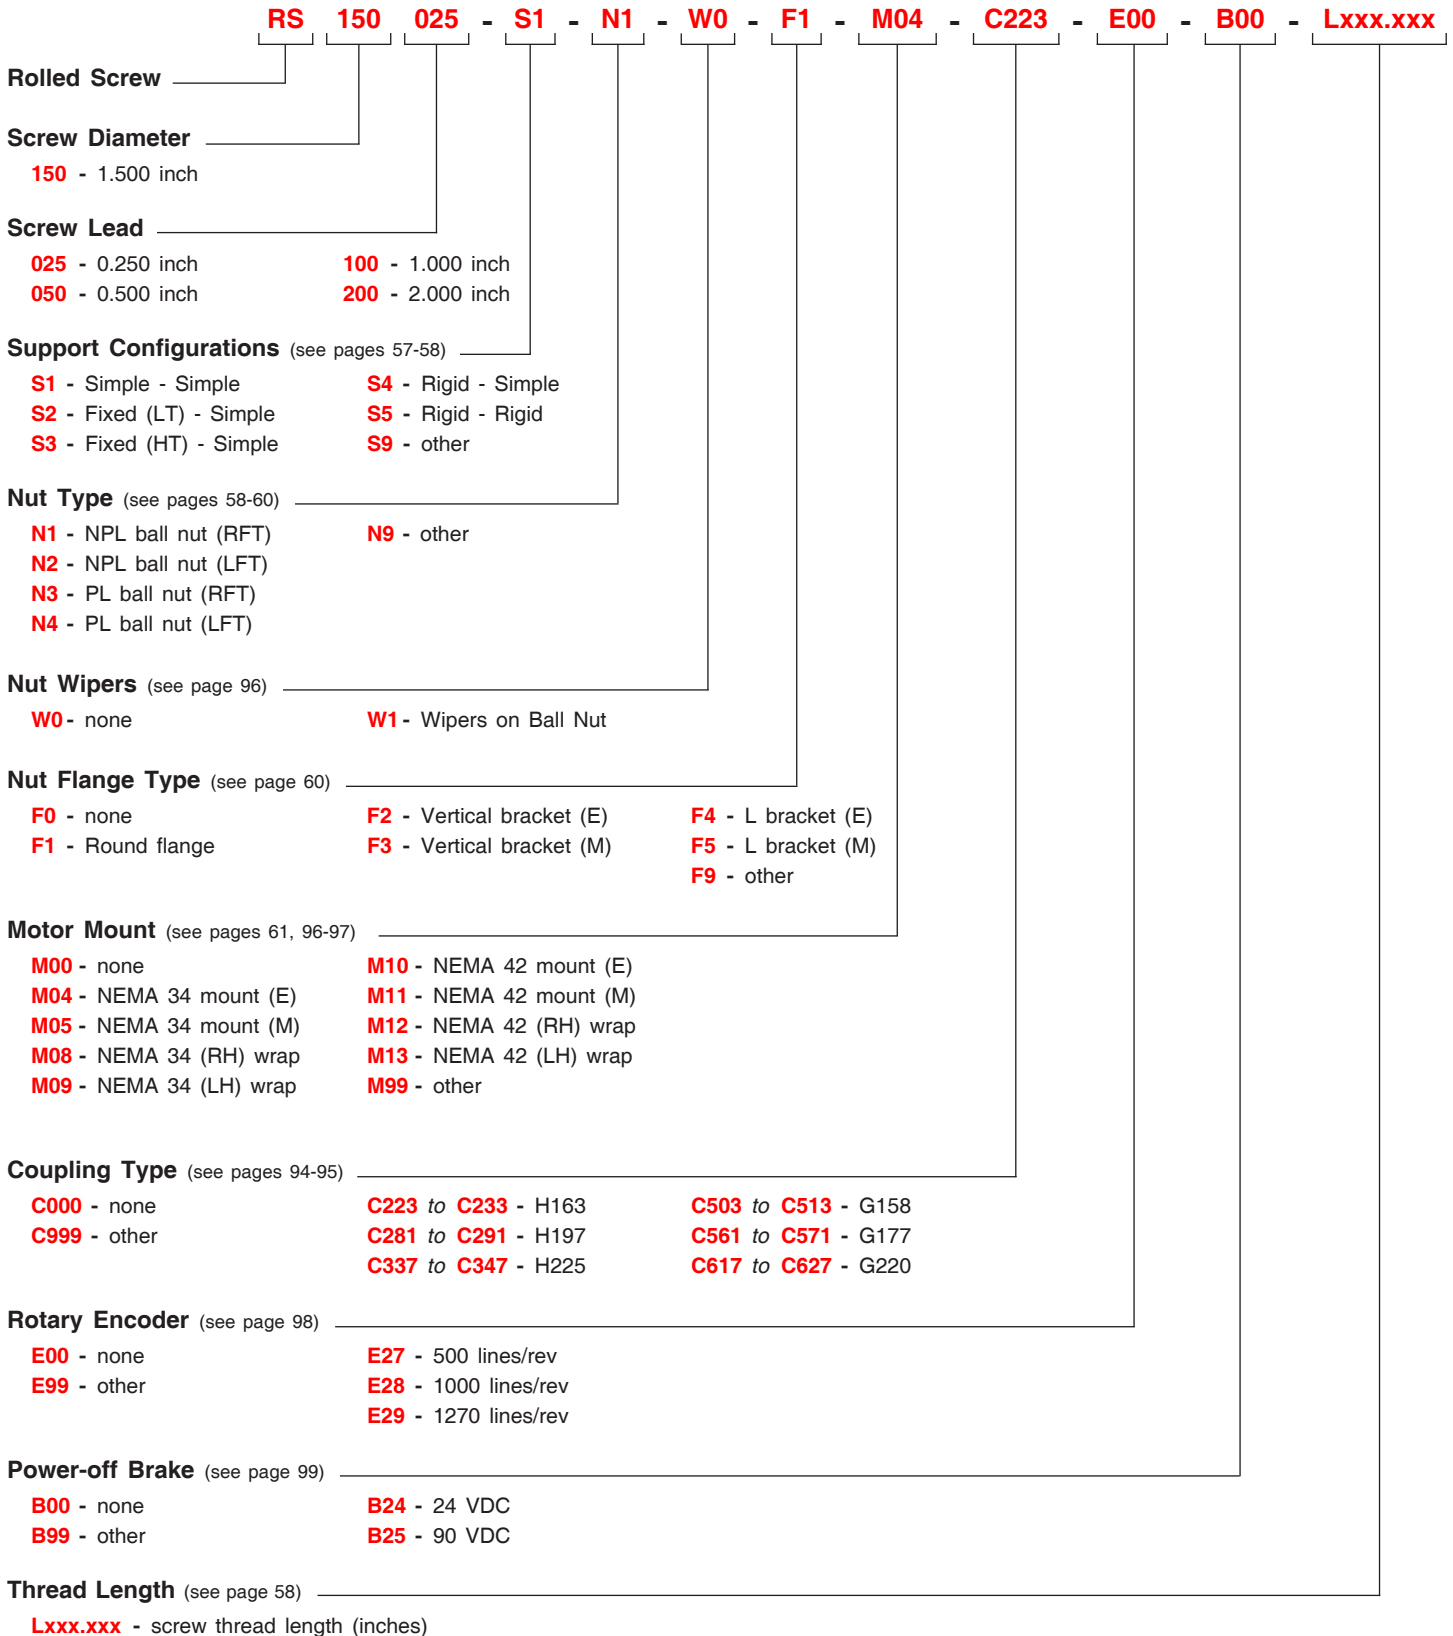 RS 150 025 - S1 - N1 - W0 - F1 - M04 - C223 - E00 - B00 - Lxxx.xxx
Rolled Screw
Screw Diameter
150 - 1.500 inch
Screw Lead
025 - 0.250 inch 100 - 1.000 inch
050 - 0.500 inch 200 - 2.000 inch
Support Configurations (see pages 57-58)
S1 - Simple - Simple S4 - Rigid - Simple
S2 - Fixed (LT) - Simple S5 - Rigid - Rigid
S3 - Fixed (HT) - Simple S9 - other
Nut Type (see pages 58-60)
N1 - NPL ball nut (RFT) N9 - other
N2 - NPL ball nut (LFT)
N3 - PL ball nut (RFT)
N4 - PL ball nut (LFT)
Nut Wipers (see page 96)
W0 - none W1 - Wipers on Ball Nut
Nut Flange Type (see page 60)
F0 - none F2 - Vertical bracket (E) F4 - L bracket (E)
F1 - Round flange F3 - Vertical bracket (M) F5 - L bracket (M)
F9 - other
Motor Mount (see pages 61, 96-97)
M00 - none M10 - NEMA 42 mount (E)
M04 - NEMA 34 mount (E) M11 - NEMA 42 mount (M)
M05 - NEMA 34 mount (M) M12 - NEMA 42 (RH) wrap
M08 - NEMA 34 (RH) wrap M13 - NEMA 42 (LH) wrap
M09 - NEMA 34 (LH) wrap M99 - other
Coupling Type (see pages 94-95)
C000 - none C223 to C233 - H163 C503 to C513 - G158
C999 - other C281 to C291 - H197 C561 to C571 - G177
C337 to C347 - H225 C617 to C627 - G220
Rotary Encoder (see page 98)
E00 - none E27 - 500 lines/rev
E99 - other E28 - 1000 lines/rev
E29 - 1270 lines/rev
Power-off Brake (see page 99)
B00 - none B24 - 24 VDC
B99 - other B25 - 90 VDC
Thread Length (see page 58)
Lxxx.xxx - screw thread length (inches)